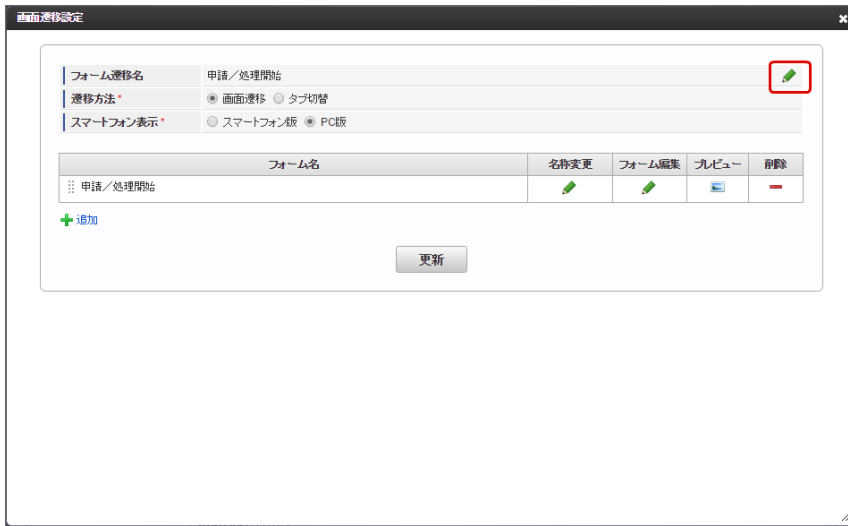 画面遷移設定
フォーム遷移名 申請／処理開始
遷移方法* 画面遷移 タブ切替
スマートフォン表示* スマートフォン版 PC版
フォーム名 名称変更 フォーム編集 プレビュー 削除
申請／処理開始
追加
更新